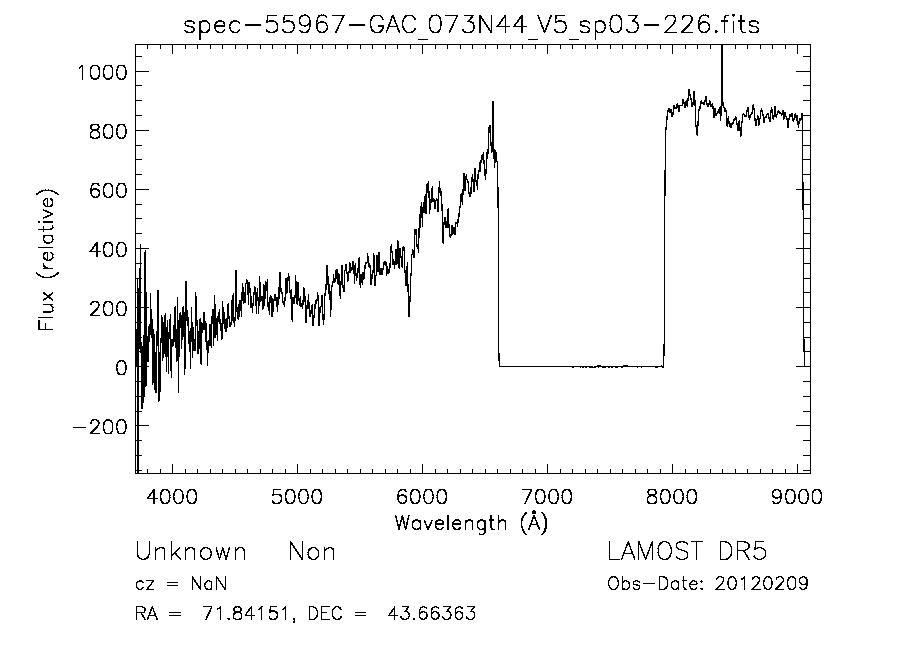 spec-55967-GAC_073N44_V5_sp03-226.fits
1000
800
600
400
200
0
-200
Flux (relative)
4000 5000 6000 7000 8000 9000
Wavelength (Å)
Unknown Non LAMOST DR5
cz = NaN Obs-Date: 20120209
RA = 71.84151, DEC = 43.66363